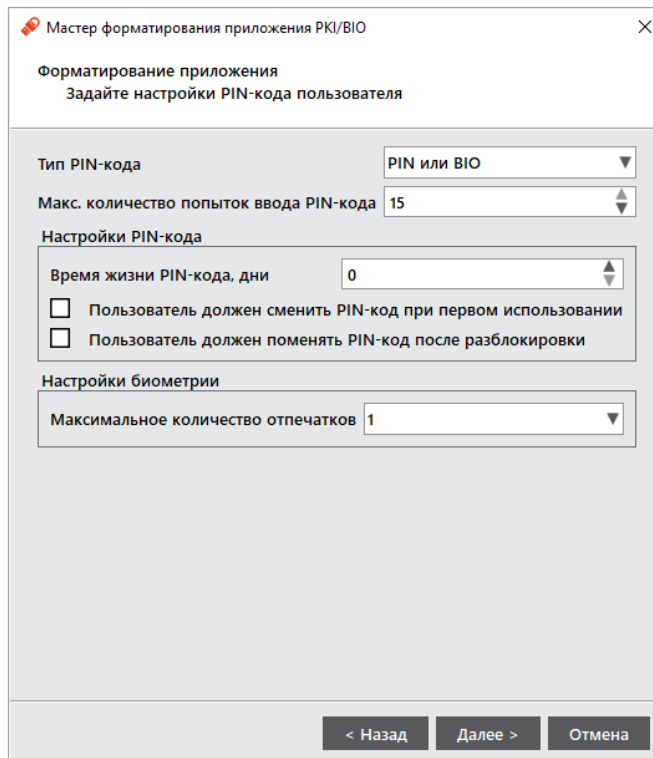 Мастер форматирования приложения PKI/BIO
Форматирование приложения
Задайте настройки PIN-кода пользователя
Тип PIN-кода PIN или BIO
Макс. количество попыток ввода PIN-кода 15
Настройки PIN-кода
Время жизни PIN-кода, дни 0
Пользователь должен сменить PIN-код при первом использовании
Пользователь должен поменять PIN-код после разблокировки
Настройки биометрии
Максимальное количество отпечатков 1
< Назад Далее > Отмена